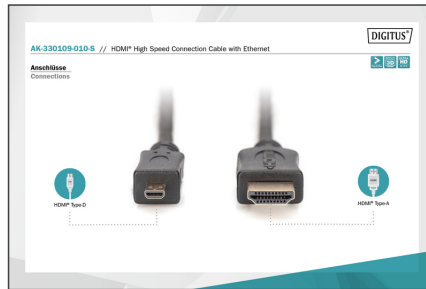 DIGITUS®
AK-330109-010-S // HDMI® High Speed Connection Cable with Ethernet
Anschlüsse
Connections
HDMI® Type-D
HDMI® Type-A